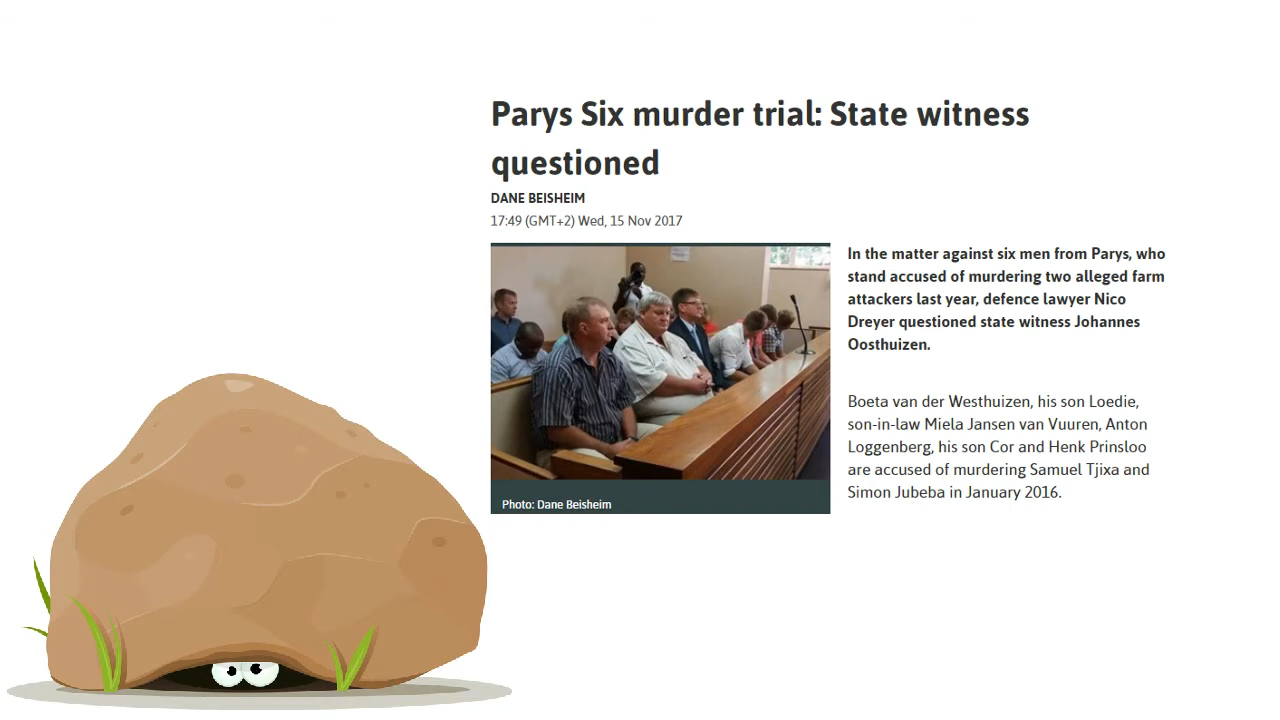 Parys Six murder trial: State witness
questioned
DANE BEISHEIM
17:49 (GMT+2) Wed, 15 Nov 2017
In the matter against six men from Parys, who
stand accused of murdering two alleged farm
attackers last year, defence lawyer Nico
Dreyer questioned state witness Johannes
Oosthuizen.
Boeta van der Westhuizen, his son Loedie,
son-in-law Miela Jansen van Vuuren, Anton
Loggenberg, his son Cor and Henk Prinsloo
are accused of murdering Samuel Tjixa and
Simon Jubeba in January 2016.
Photo: Dane Beisheim